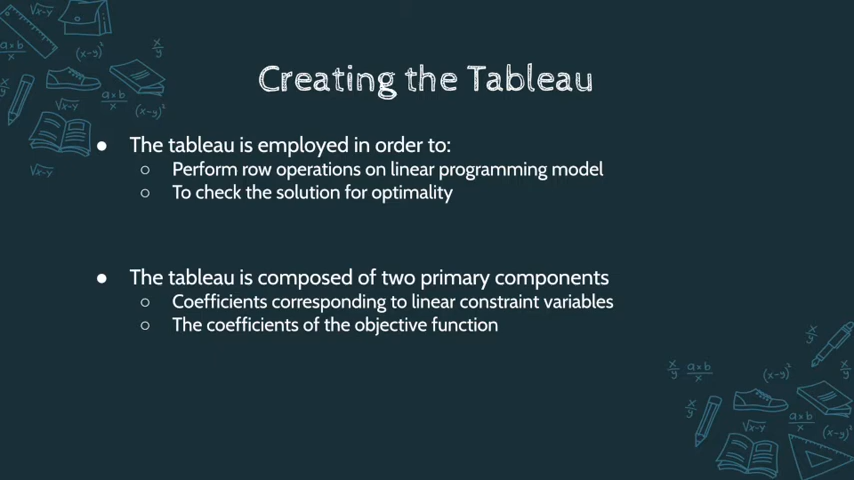 Creating the Tableau
● The tableau is employed in order to:
○ Perform row operations on linear programming model
○ To check the solution for optimality
● The tableau is composed of two primary components
○ Coefficients corresponding to linear constraint variables
○ The coefficients of the objective function